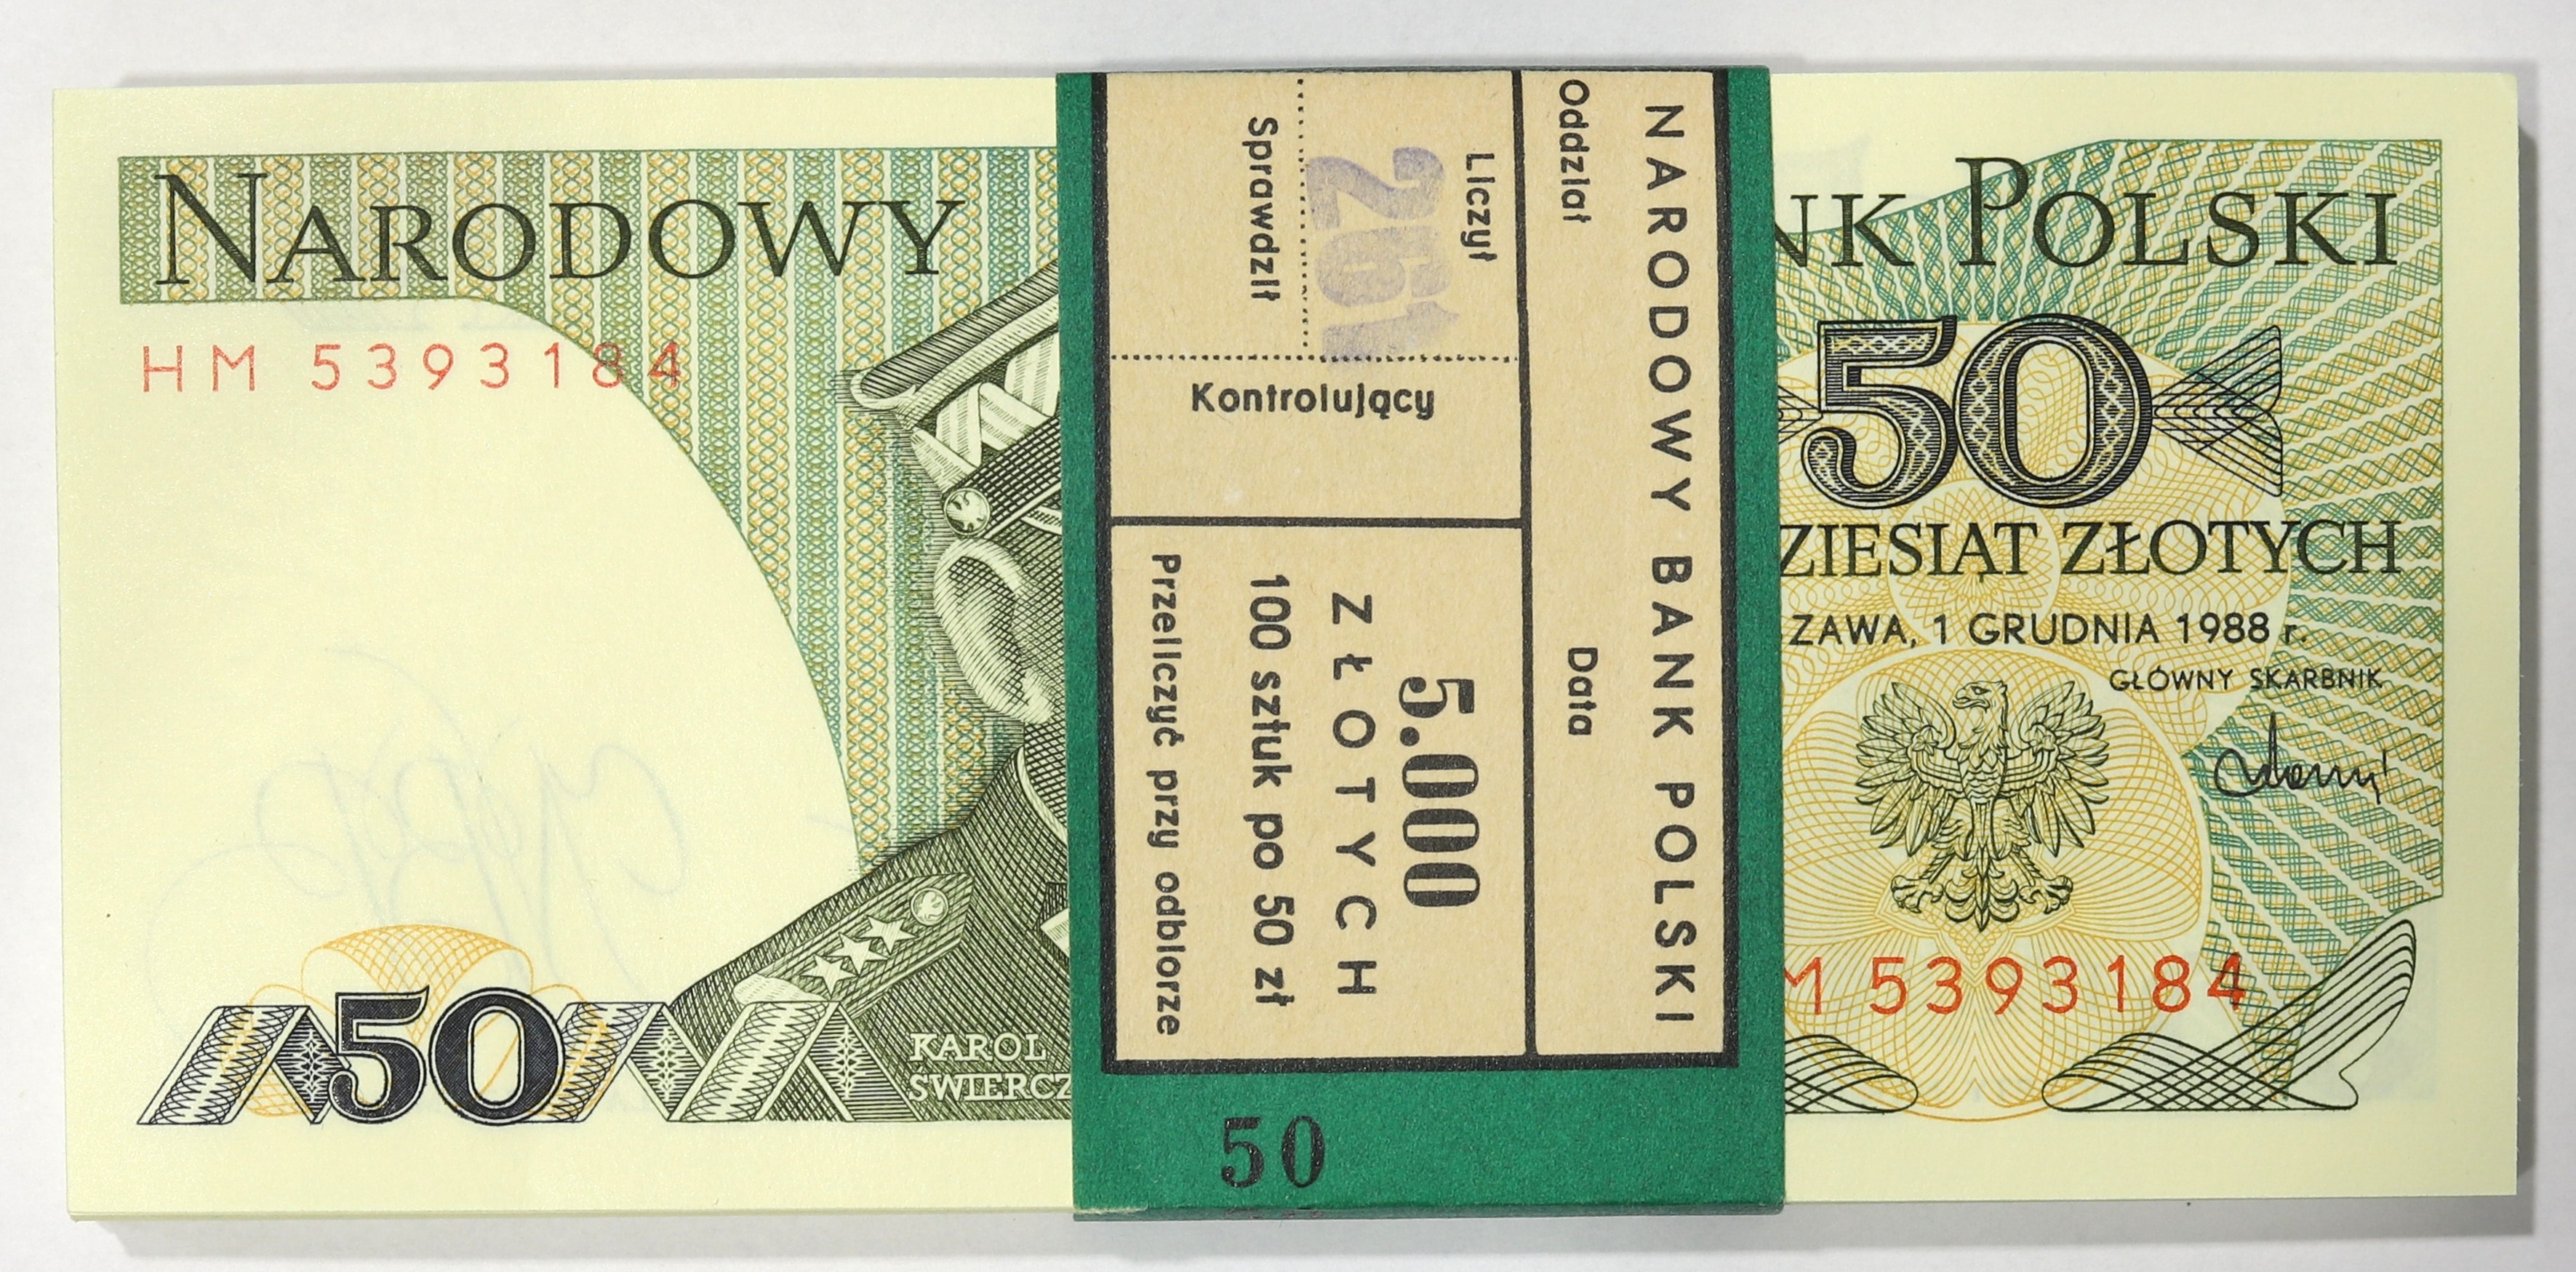 NARODOWY
HM 5393184
50
KAROL
ŚWIERCZ
NARODOWY BANK POLSKI
Oddział
Data
Liczył
261
Sprawdził
Kontrolujący
5.000
ZŁOTYCH
100 sztuk po 50 zł
Przeliczyć przy odbiorze
50
NK POLSKI
50
ZIESIĄT ZŁOTYCH
ZAWA, 1 GRUDNIA 1988 r.
GŁÓWNY SKARBNIK
M 5393184